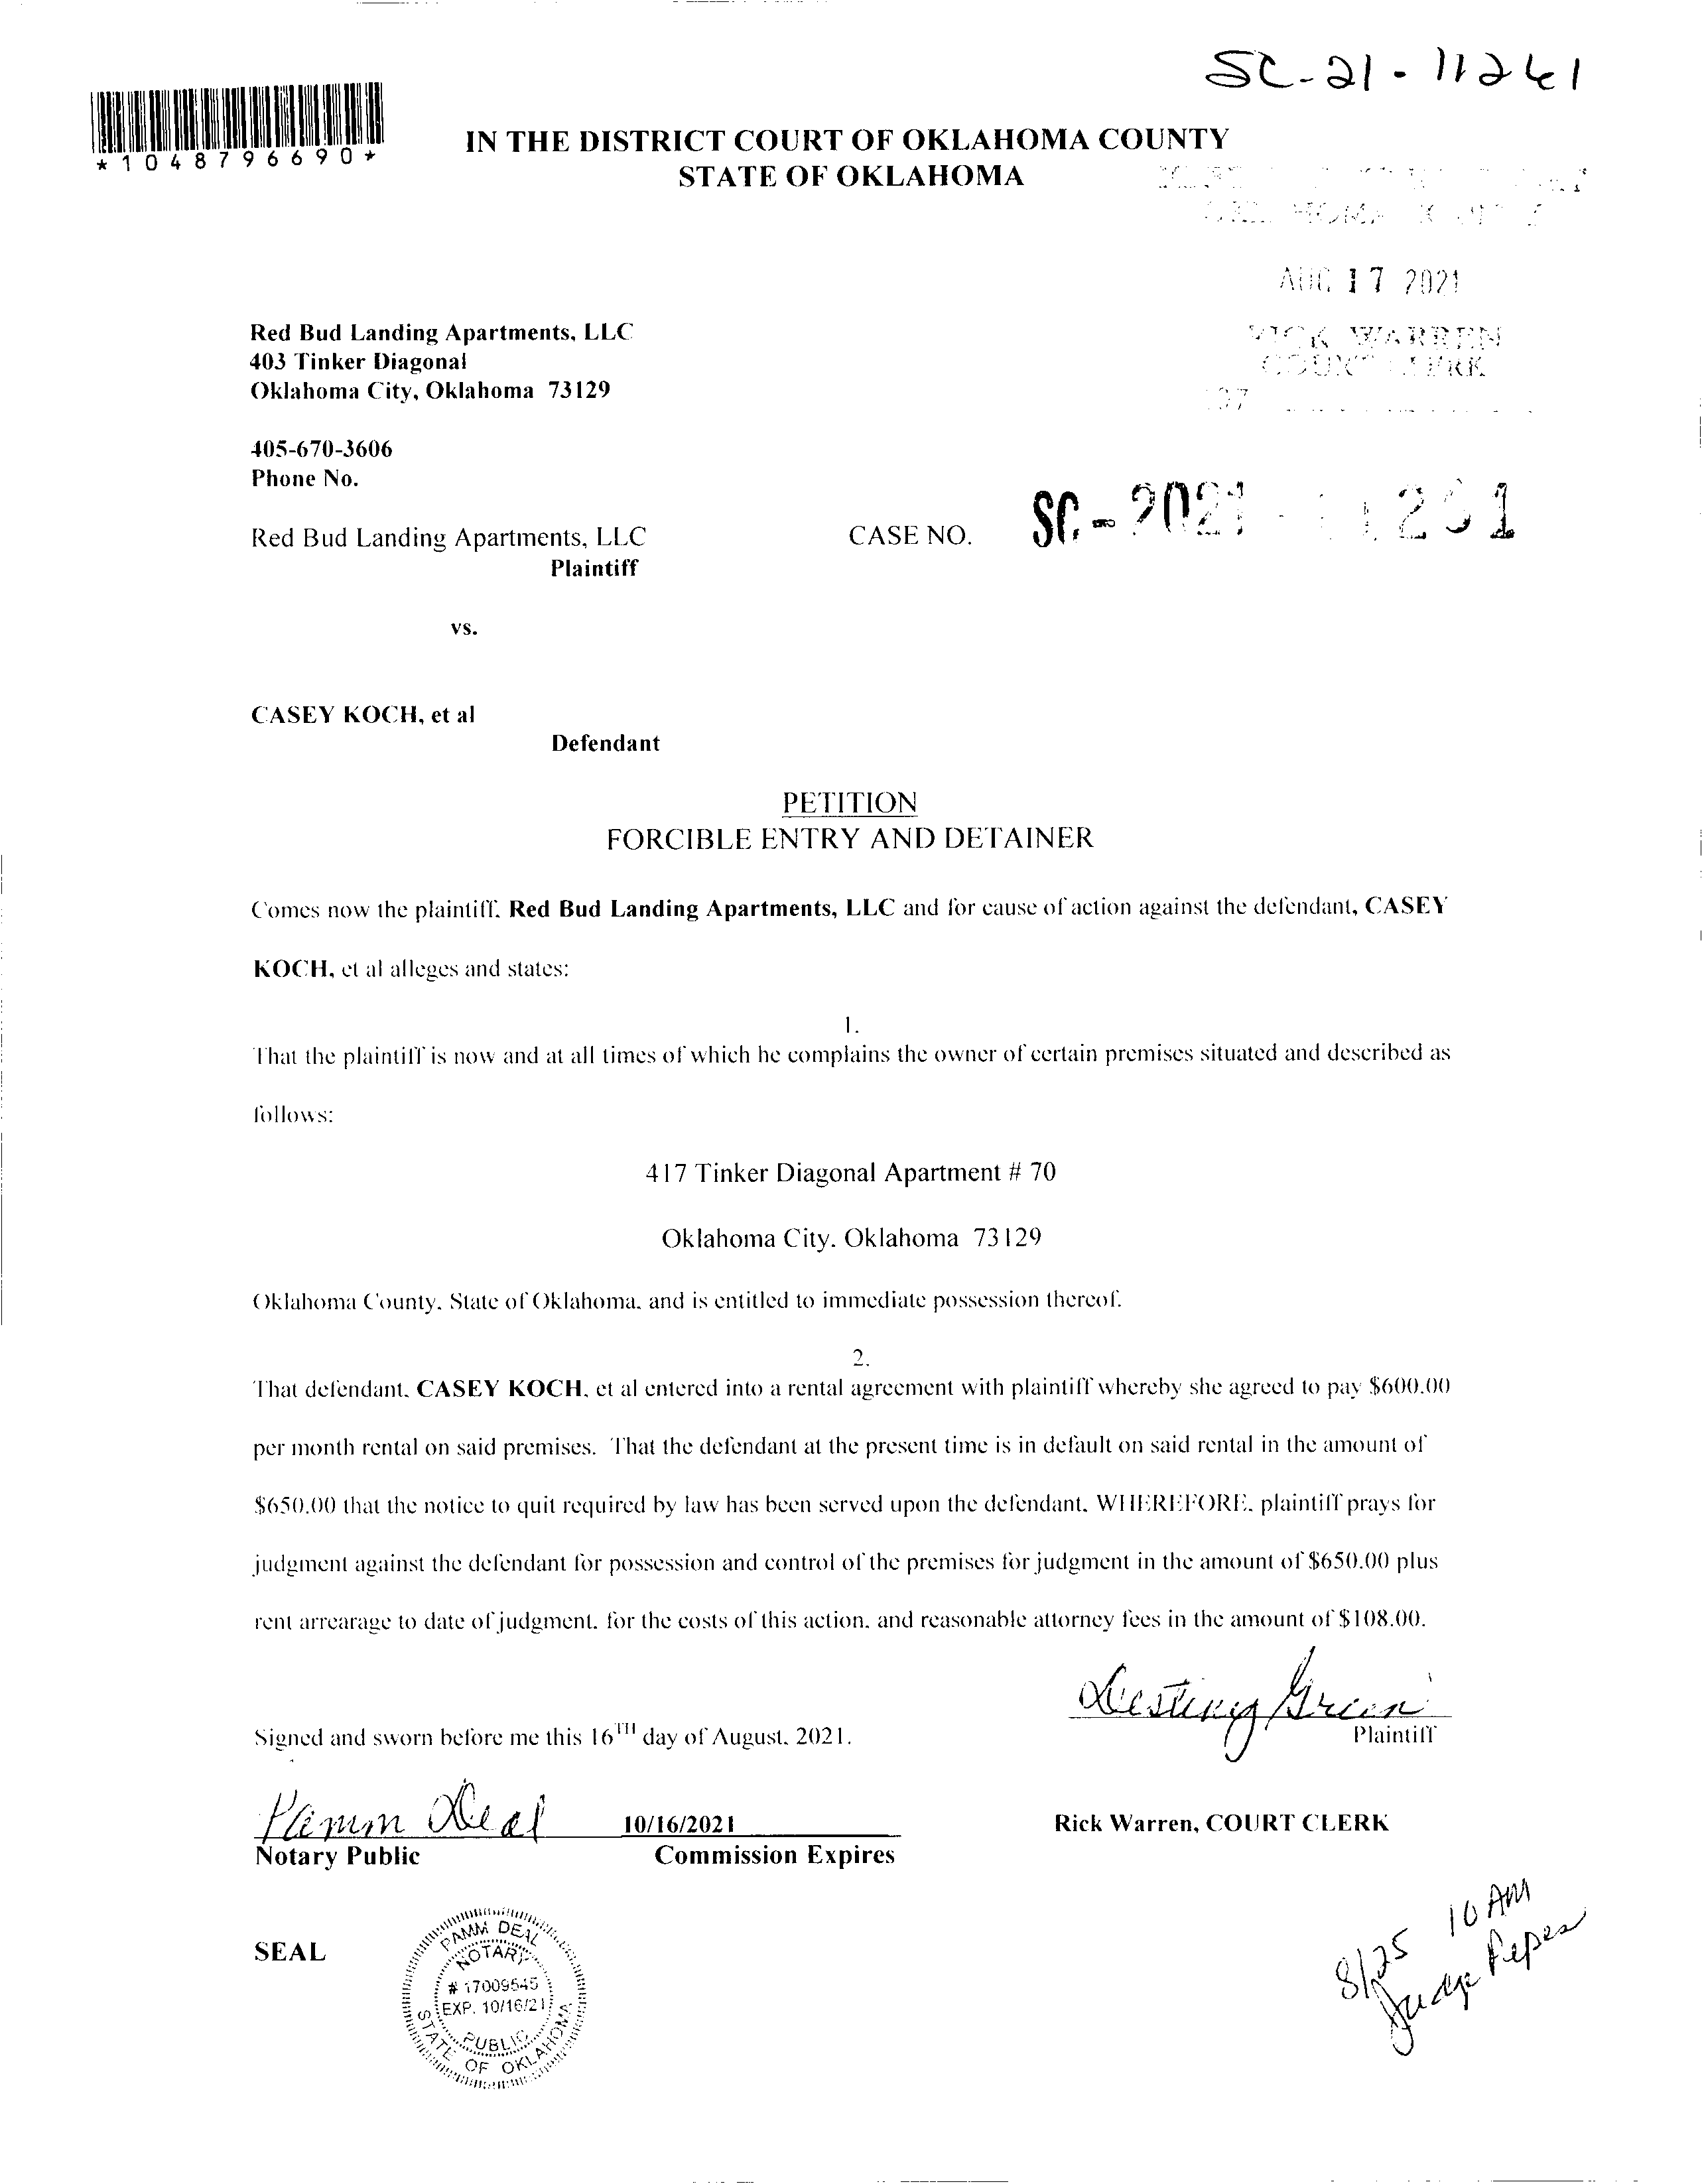 SC-21-11261
*1048796690*
IN THE DISTRICT COURT OF OKLAHOMA COUNTY
STATE OF OKLAHOMA
AUG 17 2021
RICK WARREN
COURT CLERK
Red Bud Landing Apartments, LLC
403 Tinker Diagonal
Oklahoma City, Oklahoma 73129
405-670-3606
Phone No.
Red Bud Landing Apartments, LLC CASE NO. SC-2021-11261
Plaintiff
vs.
CASEY KOCH, et al
Defendant
PETITION
FORCIBLE ENTRY AND DETAINER
Comes now the plaintiff, Red Bud Landing Apartments, LLC and for cause of action against the defendant, CASEY
KOCH, et al alleges and states:
1.
That the plaintiff is now and at all times of which he complains the owner of certain premises situated and described as
follows:
417 Tinker Diagonal Apartment # 70
Oklahoma City, Oklahoma 73129
Oklahoma County, State of Oklahoma, and is entitled to immediate possession thereof.
2.
That defendant, CASEY KOCH, et al entered into a rental agreement with plaintiff whereby she agreed to pay $600.00
per month rental on said premises. That the defendant at the present time is in default on said rental in the amount of
$650.00 that the notice to quit required by law has been served upon the defendant. WHEREFORE, plaintiff prays for
judgment against the defendant for possession and control of the premises for judgment in the amount of $650.00 plus
rent arrearage to date of judgment, for the costs of this action, and reasonable attorney fees in the amount of $108.00.
Destiny Green
Plaintiff
Signed and sworn before me this 16TH day of August, 2021.
Pamm Deal 10/16/2021 Rick Warren, COURT CLERK
Notary Public Commission Expires
SEAL
PAMM DEAL
NOTARY
# 17009545
EXP. 10/16/21
PUBLIC
STATE OF OKLAHOMA
8/25 10 AM
Judge Pipes